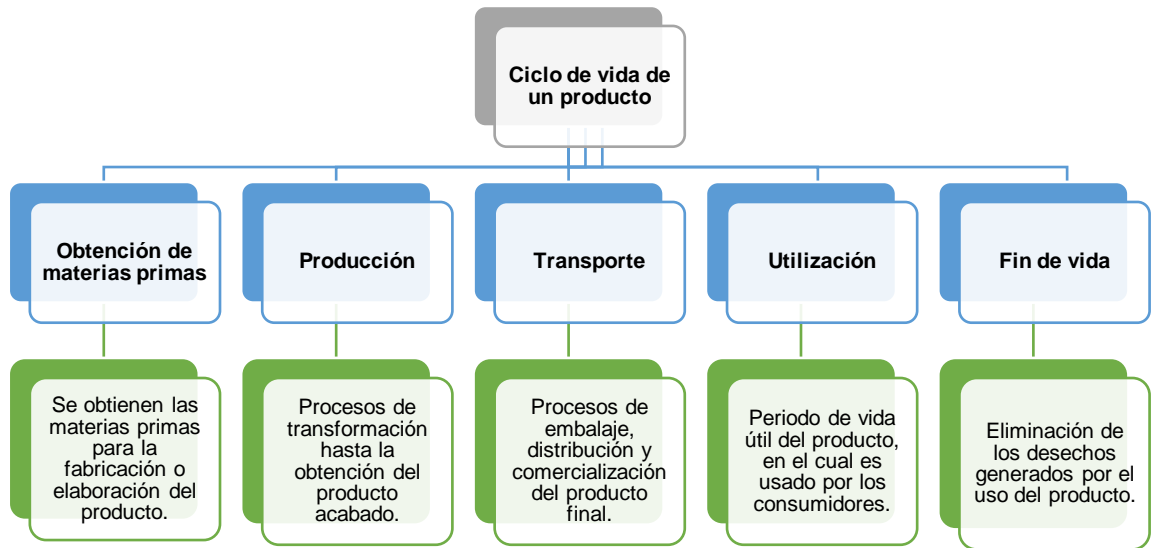 Ciclo de vida de
un producto
Obtención de
materias primas
Producción
Transporte
Utilización
Fin de vida
Se obtienen las
materias primas
para la
fabricación o
elaboración del
producto.
Procesos de
transformación
hasta la
obtención del
producto
acabado.
Procesos de
embalaje,
distribución y
comercialización
del producto
final.
Periodo de vida
útil del producto,
en el cual es
usado por los
consumidores.
Eliminación de
los desechos
generados por el
uso del producto.